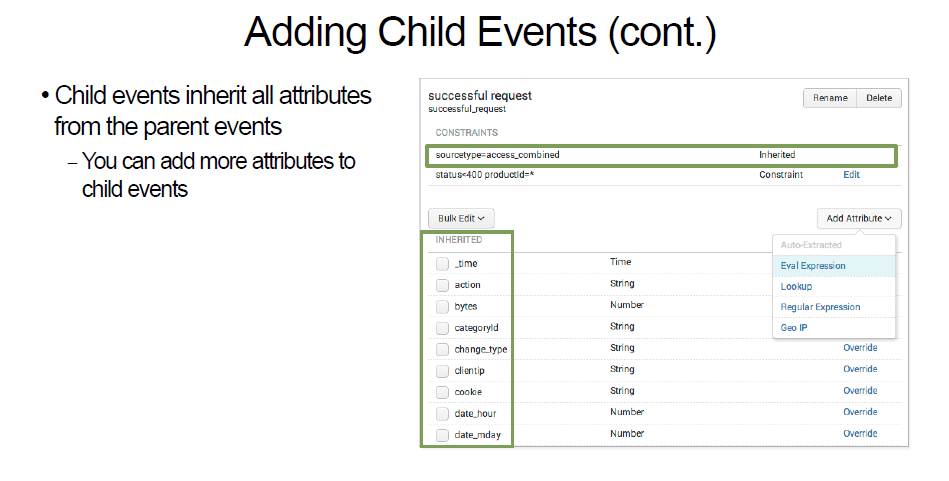 Adding Child Events (cont.)
• Child events inherit all attributes
from the parent events
– You can add more attributes to
child events
successful request
successful_request
Rename Delete
CONSTRAINTS
sourcetype=access_combined Inherited
status<400 productId=* Constraint Edit
Bulk Edit Add Attribute
INHERITED
Auto-Extracted
_time Time
Eval Expression
action String
Lookup
bytes Number
Regular Expression
categoryId String
Geo IP
change_type String Override
clientip String Override
cookie String Override
date_hour Number Override
date_mday Number Override